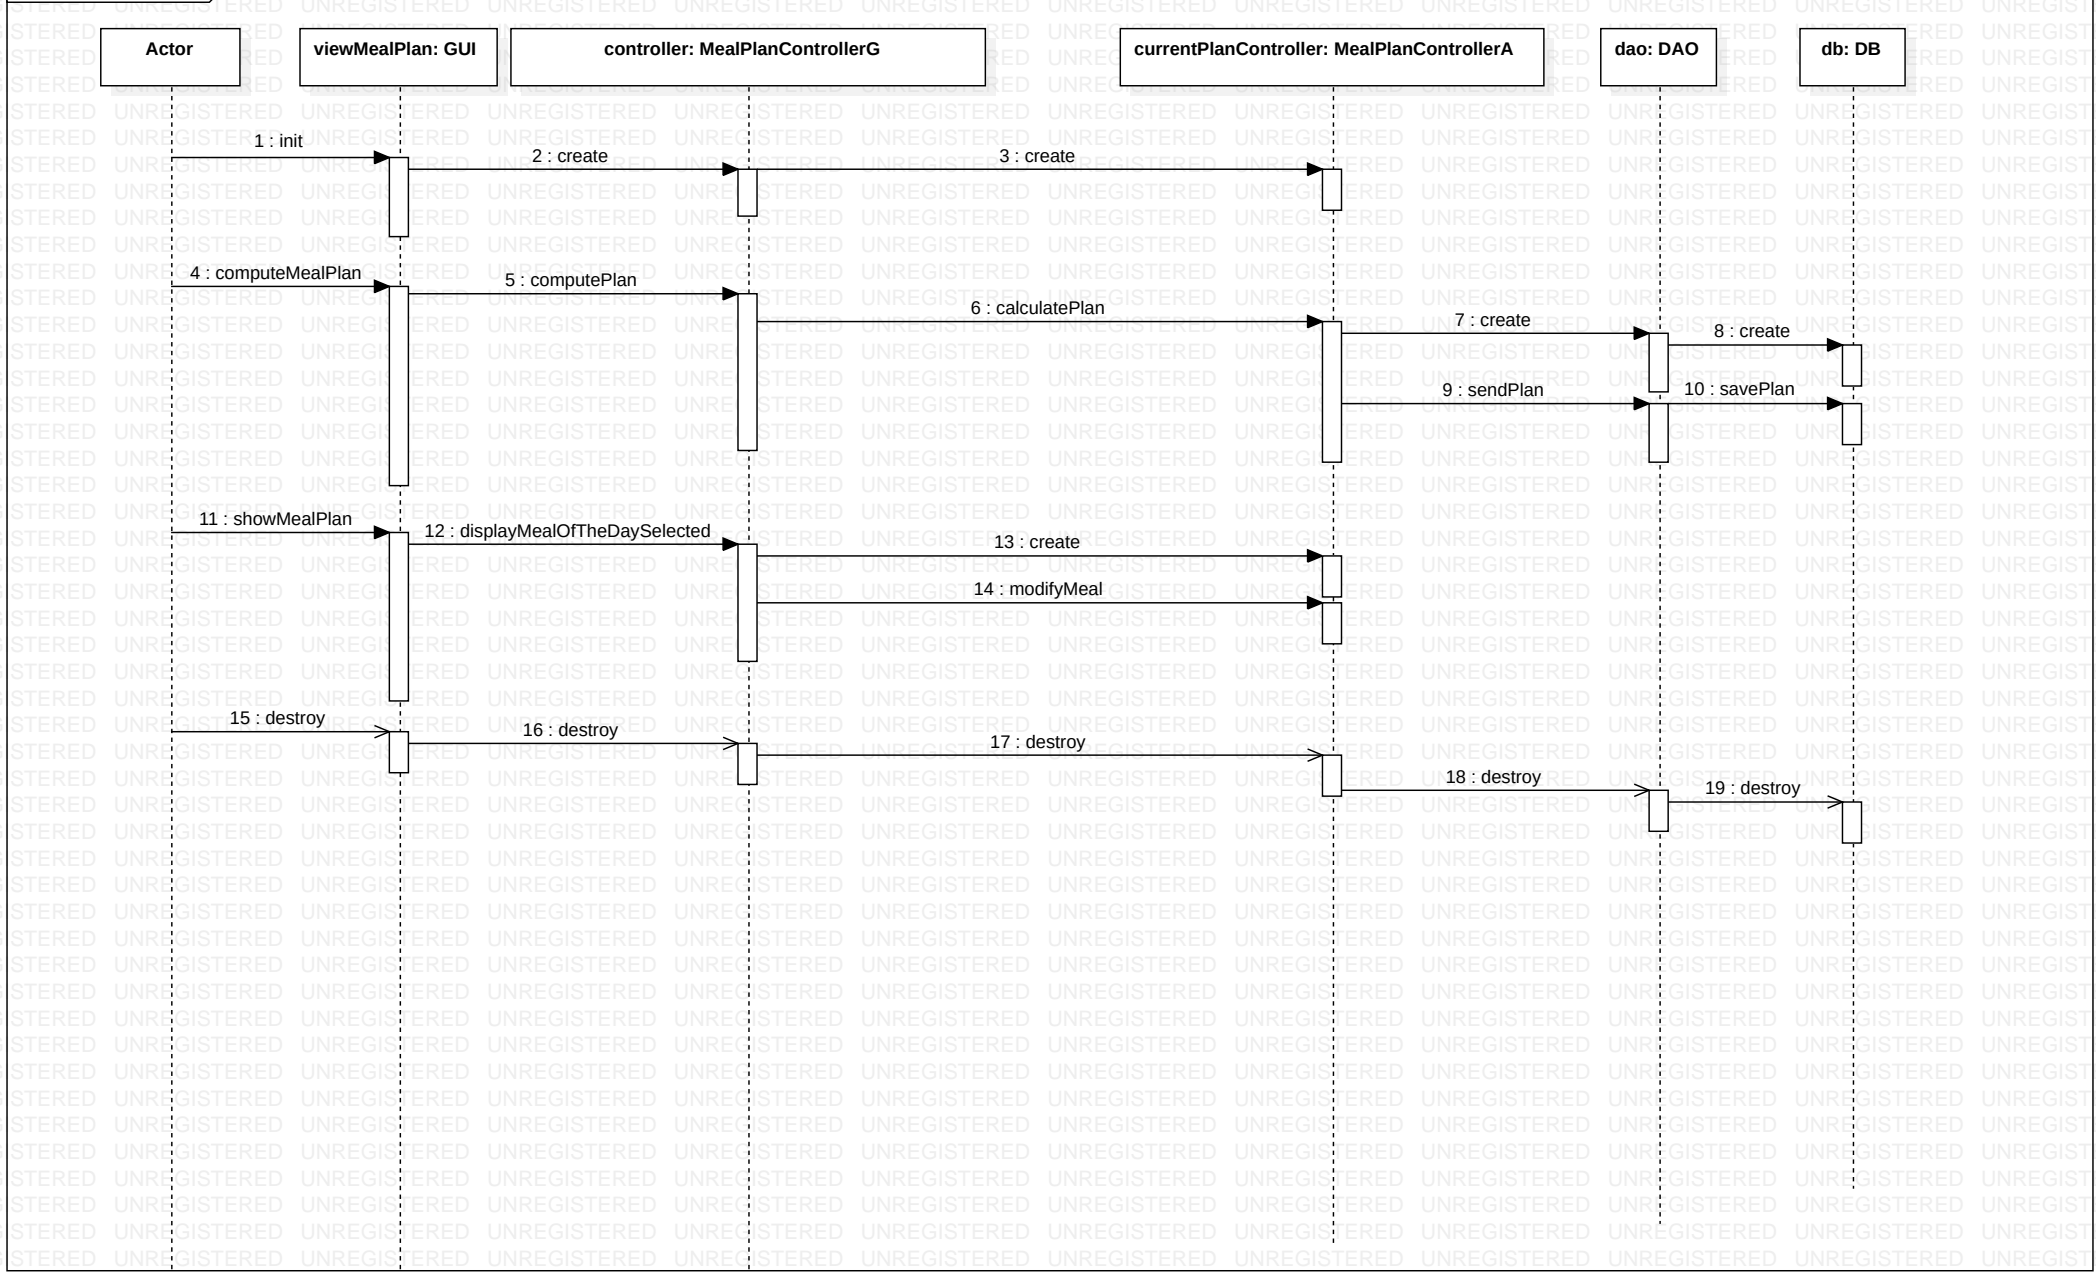 Actor
viewMealPlan: GUI
controller: MealPlanControllerG
currentPlanController: MealPlanControllerA
dao: DAO
db: DB
1 : init
2 : create
3 : create
4 : computeMealPlan
5 : computePlan
6 : calculatePlan
7 : create
8 : create
9 : sendPlan
10 : savePlan
11 : showMealPlan
12 : displayMealOfTheDaySelected
13 : create
14 : modifyMeal
15 : destroy
16 : destroy
17 : destroy
18 : destroy
19 : destroy
UNREGISTERED